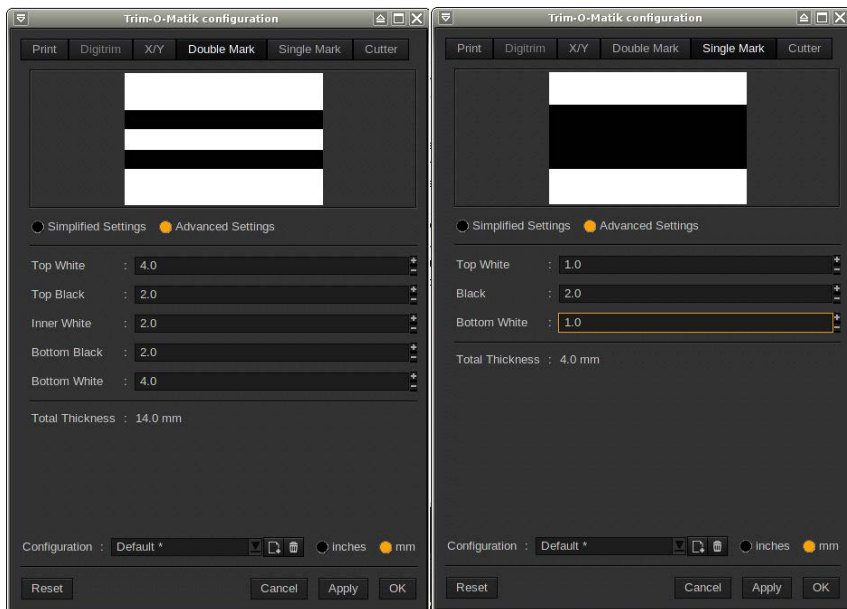 Trim-O-Matik configuration
Print Digitrim X/Y Double Mark Single Mark Cutter
Simplified Settings Advanced Settings
Top White : 4.0
Top Black : 2.0
Inner White : 2.0
Bottom Black : 2.0
Bottom White : 4.0
Total Thickness : 14.0 mm
Configuration : Default * inches mm
Reset Cancel Apply OK
Trim-O-Matik configuration
Print Digitrim X/Y Double Mark Single Mark Cutter
Simplified Settings Advanced Settings
Top White : 1.0
Black : 2.0
Bottom White : 1.0
Total Thickness : 4.0 mm
Configuration : Default * inches mm
Reset Cancel Apply OK